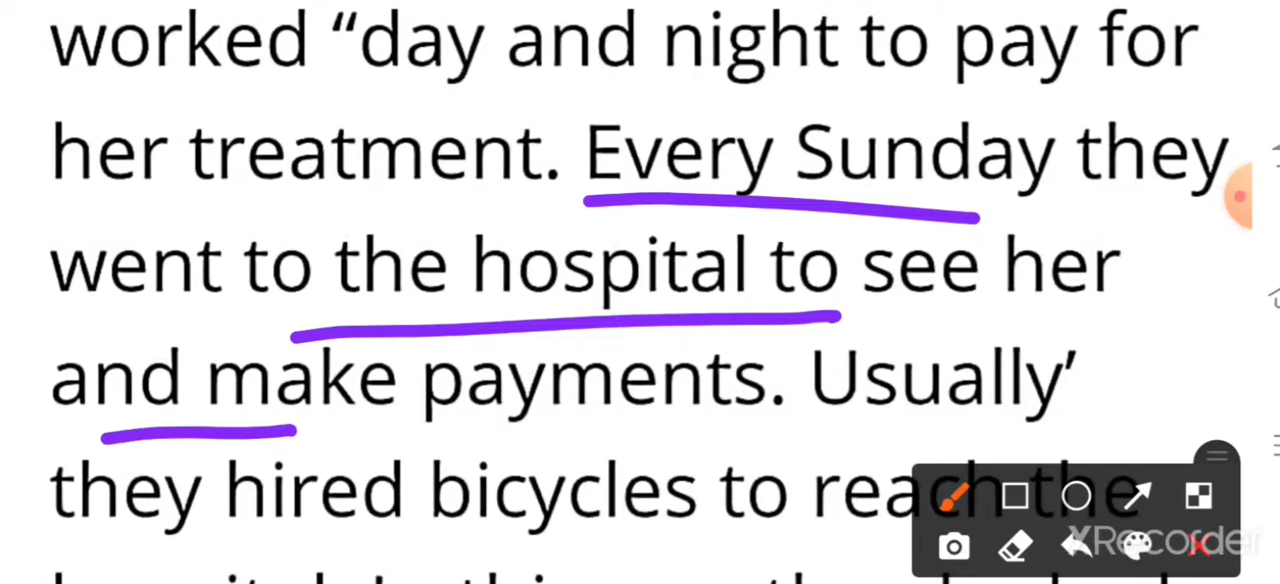 worked “day and night to pay for
her treatment. Every Sunday they
went to the hospital to see her
and make payments. Usually’
they hired bicycles to reach the
XRecorder